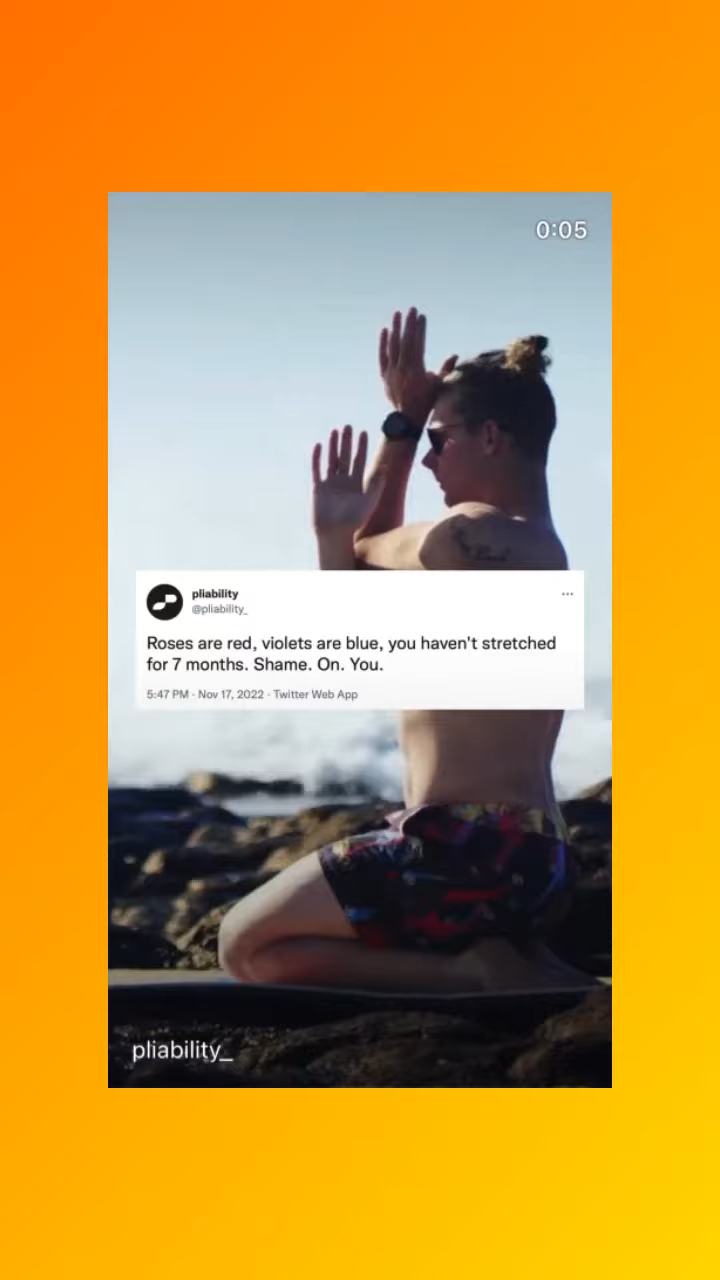 0:05
pliability
@pliability_
Roses are red, violets are blue, you haven't stretched
for 7 months. Shame. On. You.
5:47 PM · Nov 17, 2022 · Twitter Web App
pliability_